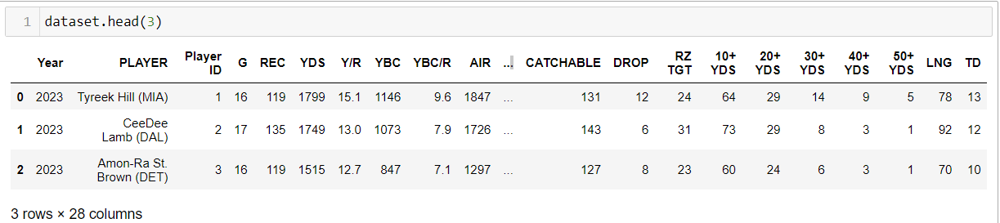 1 dataset.head(3)
Year PLAYER Player ID G REC YDS Y/R YBC YBC/R AIR ... CATCHABLE DROP RZ TGT 10+ YDS 20+ YDS 30+ YDS 40+ YDS 50+ YDS LNG TD
0 2023 Tyreek Hill (MIA) 1 16 119 1799 15.1 1146 9.6 1847 ... 131 12 24 64 29 14 9 5 78 13
1 2023 CeeDee Lamb (DAL) 2 17 135 1749 13.0 1073 7.9 1726 ... 143 6 31 73 29 8 3 1 92 12
2 2023 Amon-Ra St. Brown (DET) 3 16 119 1515 12.7 847 7.1 1297 ... 127 8 23 60 24 6 3 1 70 10
3 rows × 28 columns